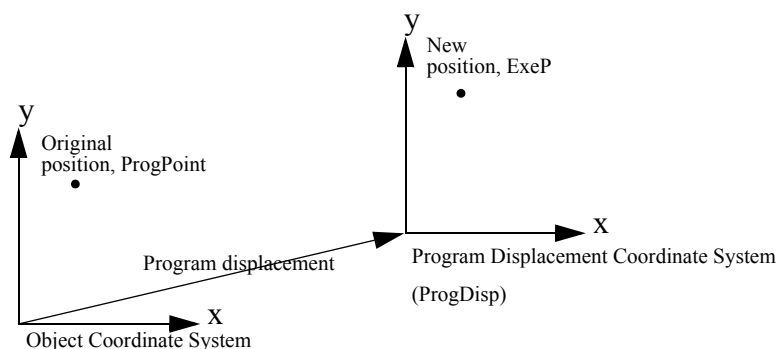 y
New
position, ExeP
y
Original
position, ProgPoint
x
Program displacement
Program Displacement Coordinate System
(ProgDisp)
x
Object Coordinate System